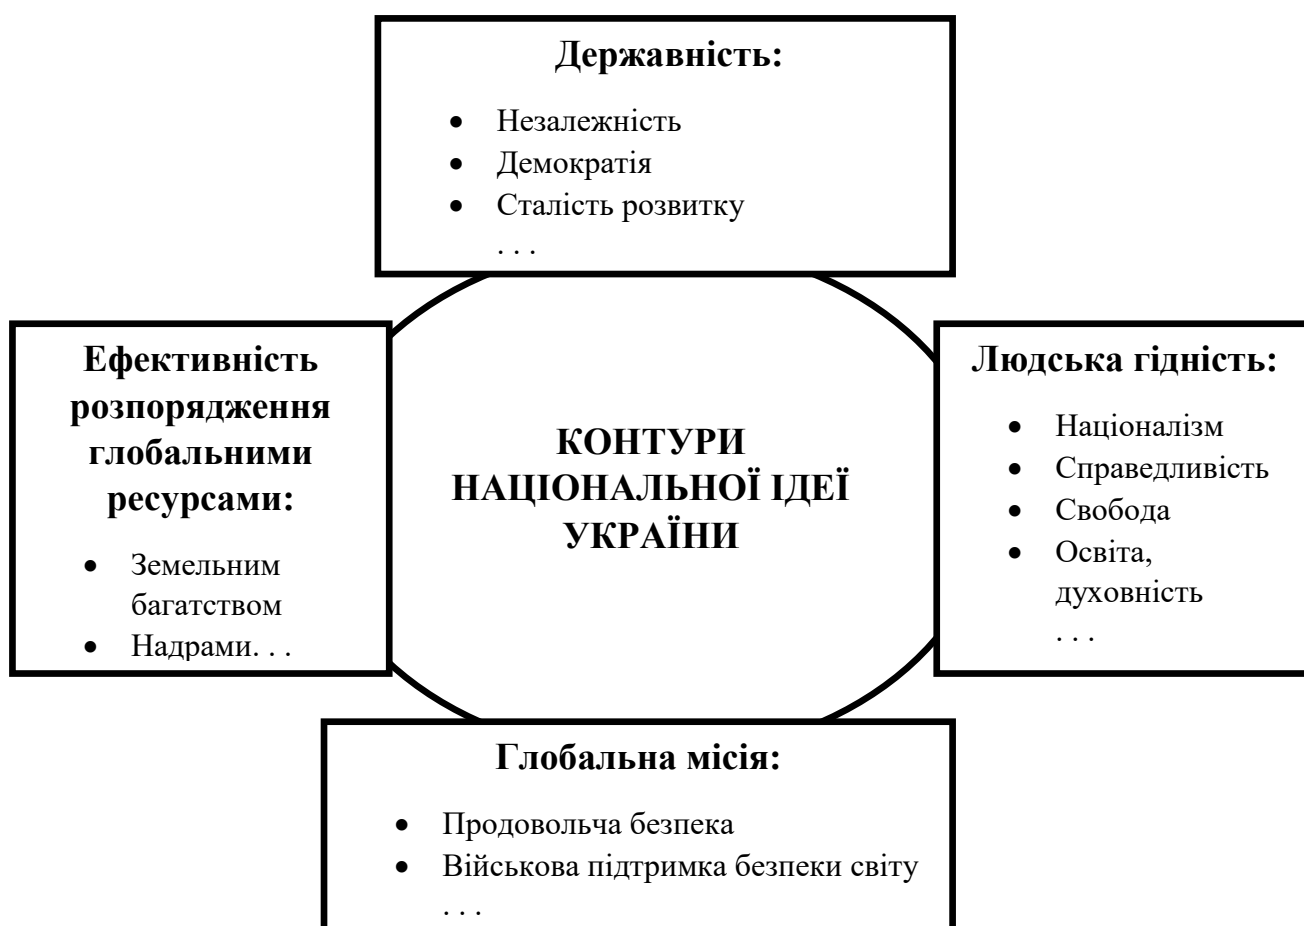 Державність:
• Незалежність
• Демократія
• Сталість розвитку
. . .
Ефективність
розпорядження
глобальними
ресурсами:
• Земельним
багатством
• Надрами. . .
КОНТУРИ
НАЦІОНАЛЬНОЇ ІДЕЇ
УКРАЇНИ
Людська гідність:
• Націоналізм
• Справедливість
• Свобода
• Освіта,
духовність
. . .
Глобальна місія:
• Продовольча безпека
• Військова підтримка безпеки світу
. . .